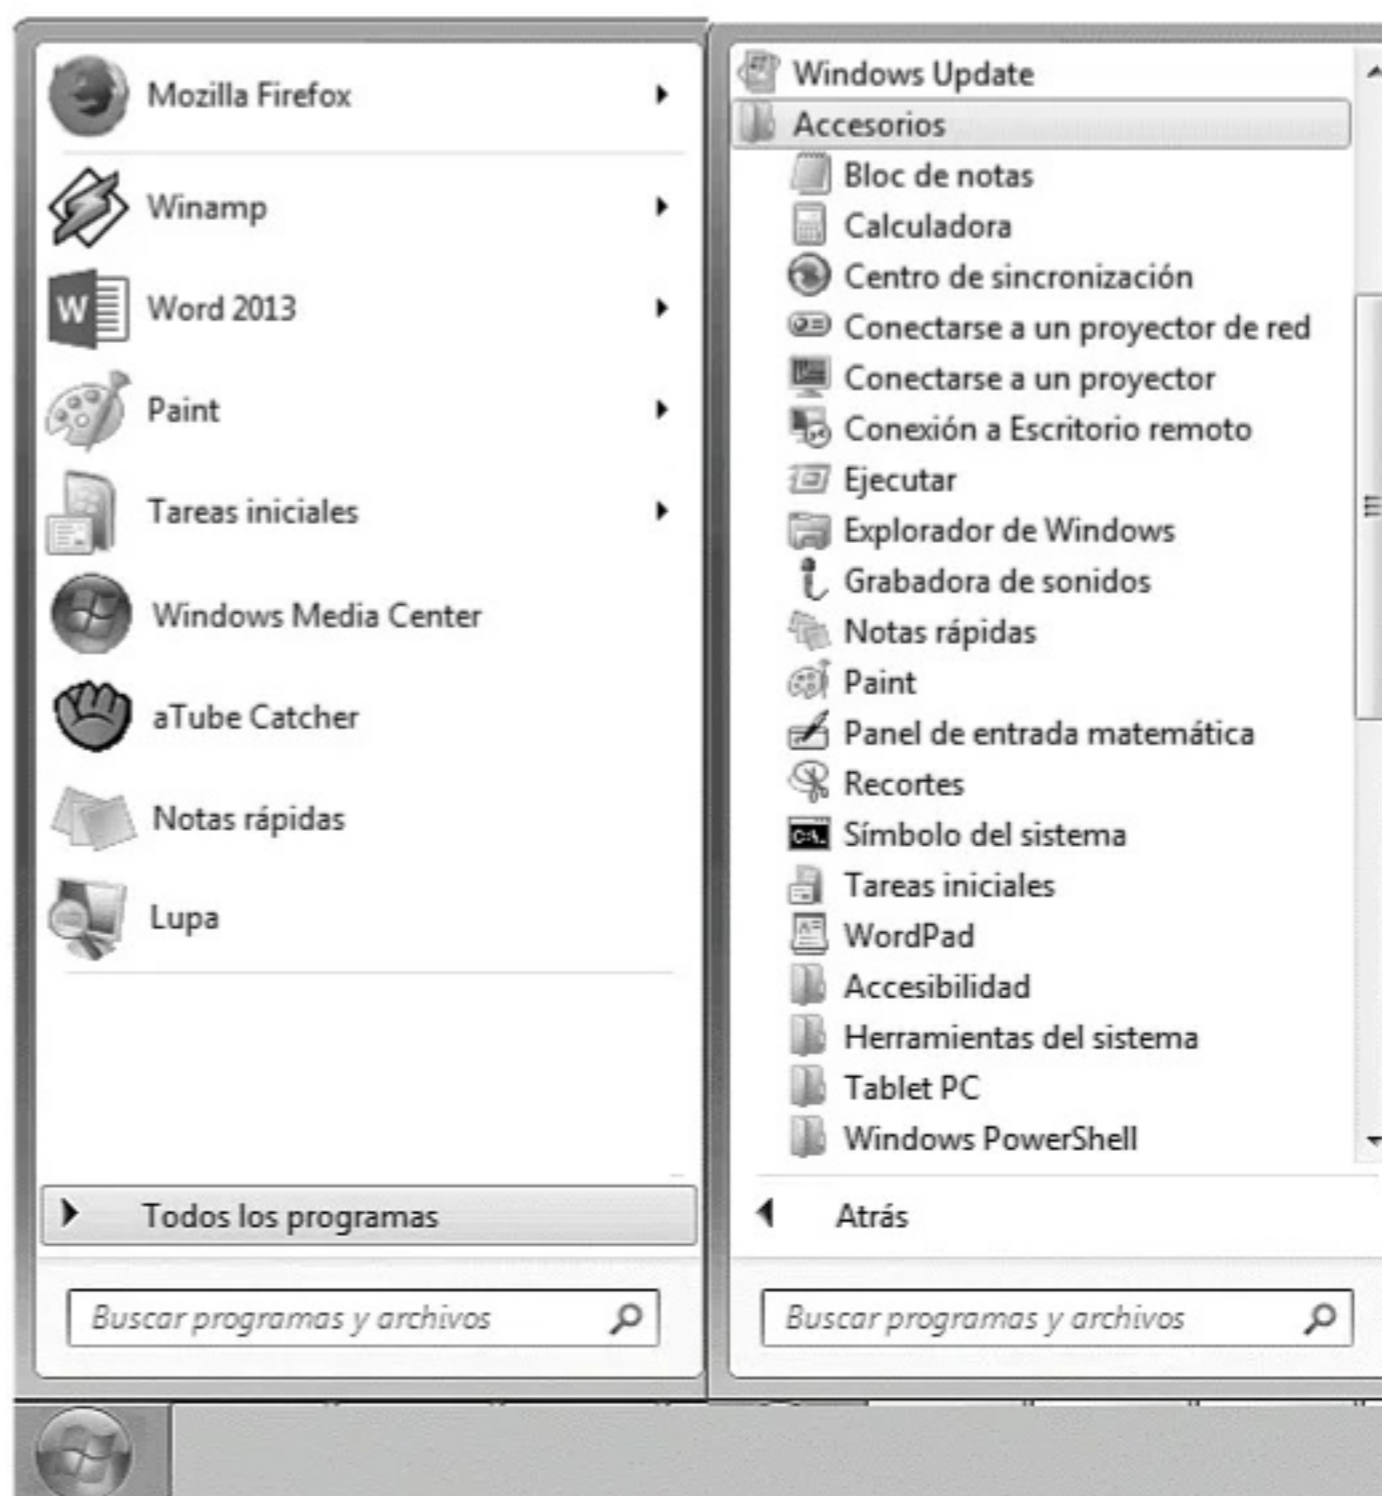 Mozilla Firefox
Winamp
Word 2013
Paint
Tareas iniciales
Windows Media Center
aTube Catcher
Notas rápidas
Lupa
Todos los programas
Buscar programas y archivos
Windows Update
Accesorios
Bloc de notas
Calculadora
Centro de sincronización
Conectarse a un proyector de red
Conectarse a un proyector
Conexión a Escritorio remoto
Ejecutar
Explorador de Windows
Grabadora de sonidos
Notas rápidas
Paint
Panel de entrada matemática
Recortes
Símbolo del sistema
Tareas iniciales
WordPad
Accesibilidad
Herramientas del sistema
Tablet PC
Windows PowerShell
Atrás
Buscar programas y archivos